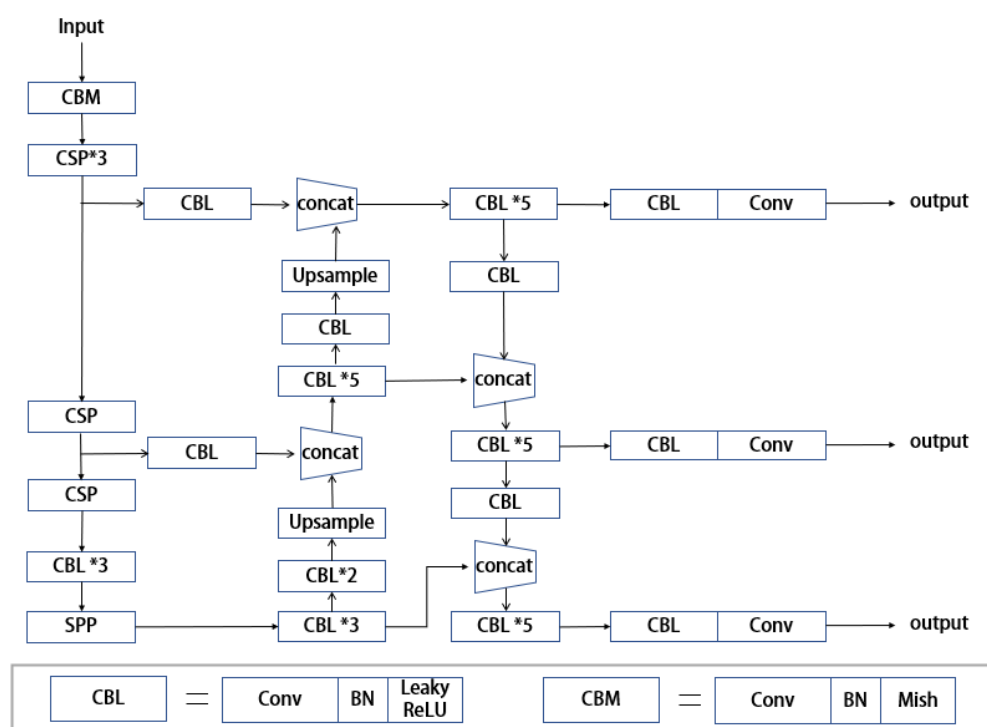 Input
CBM
CSP*3
CBL
concat
CBL *5
CBL
Conv
output
Upsample
CBL
CBL
CBL *5
concat
CSP
CBL
concat
CBL *5
CBL
Conv
output
CSP
Upsample
CBL
CBL *3
CBL*2
concat
SPP
CBL *3
CBL *5
CBL
Conv
output
CBL
=
Conv
BN
Leaky
ReLU
CBM
=
Conv
BN
Mish